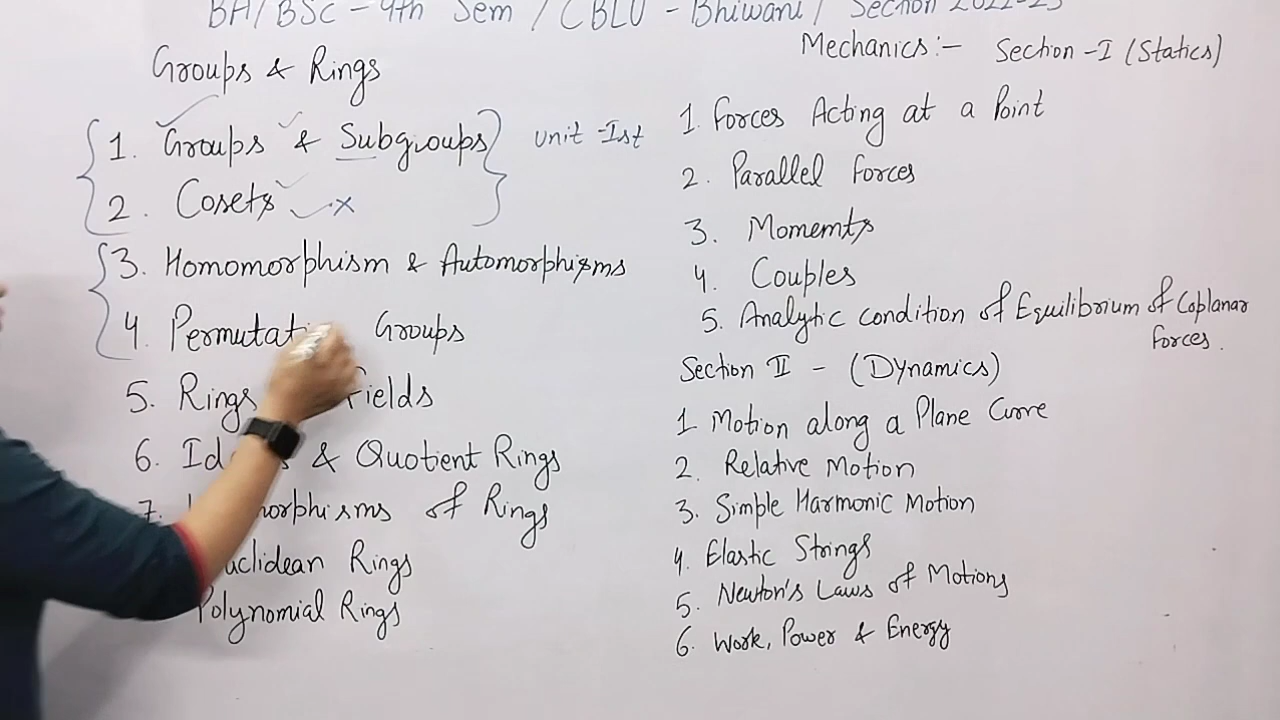 BA/BSc - 4th Sem / CBLU - Bhiwani / Section 2022-23
Groups & Rings
1. Groups & Subgroups
Unit -Ist
2. Cosets
3. Homomorphism & Automorphisms
4. Permutati Groups
5. Rings Fields
6. Id & Quotient Rings
7. morphisms of Rings
uclidean Rings
Polynomial Rings
Mechanics:- Section -I (Statics)
1. Forces Acting at a Point
2. Parallel Forces
3. Momemts
4. Couples
5. Analytic condition of Equilibrium of Coplanar
Forces.
Section II - (Dynamics)
1 Motion along a Plane Curve
2. Relative Motion
3. Simple Harmonic Motion
4. Elastic Strings
5. Newton's Laws of Motions
6. Work, Power & Energy